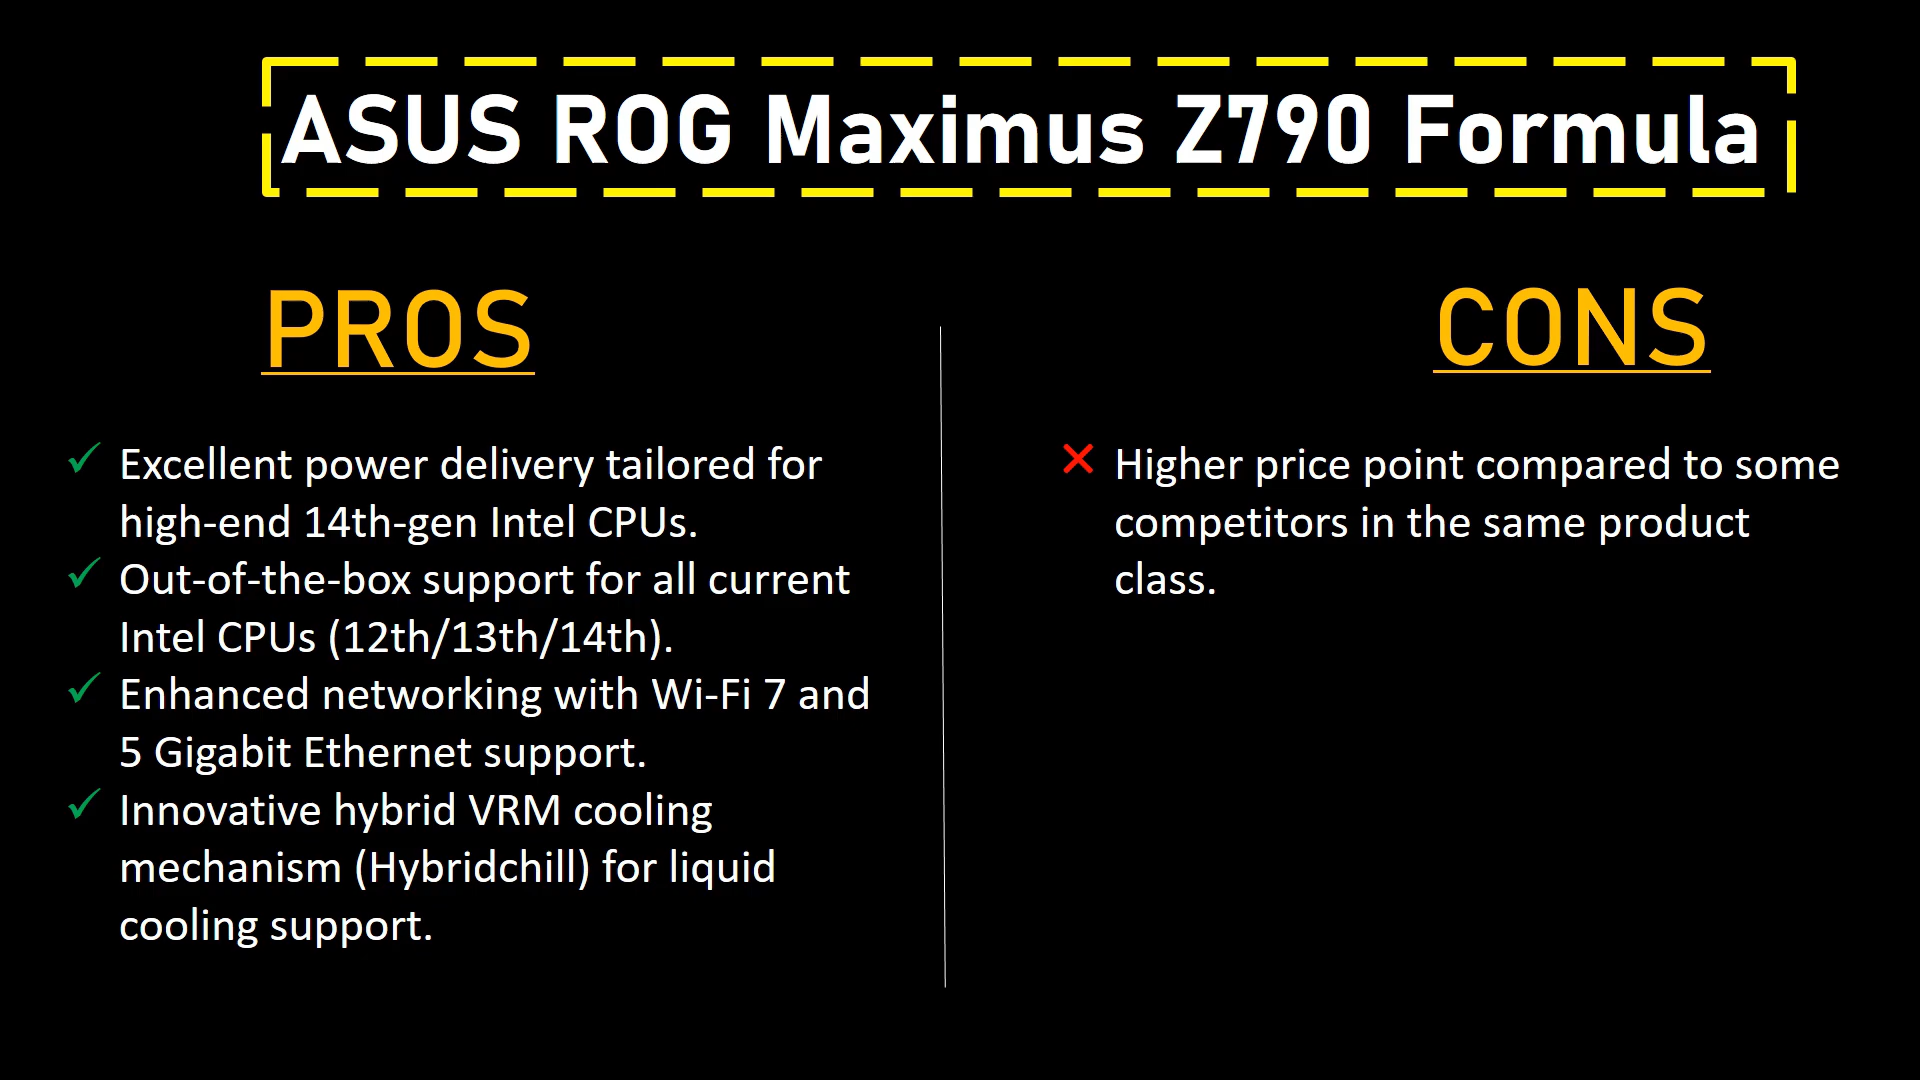 ASUS ROG Maximus Z790 Formula
PROS
Excellent power delivery tailored for
high-end 14th-gen Intel CPUs.
Out-of-the-box support for all current
Intel CPUs (12th/13th/14th).
Enhanced networking with Wi-Fi 7 and
5 Gigabit Ethernet support.
Innovative hybrid VRM cooling
mechanism (Hybridchill) for liquid
cooling support.
CONS
Higher price point compared to some
competitors in the same product
class.